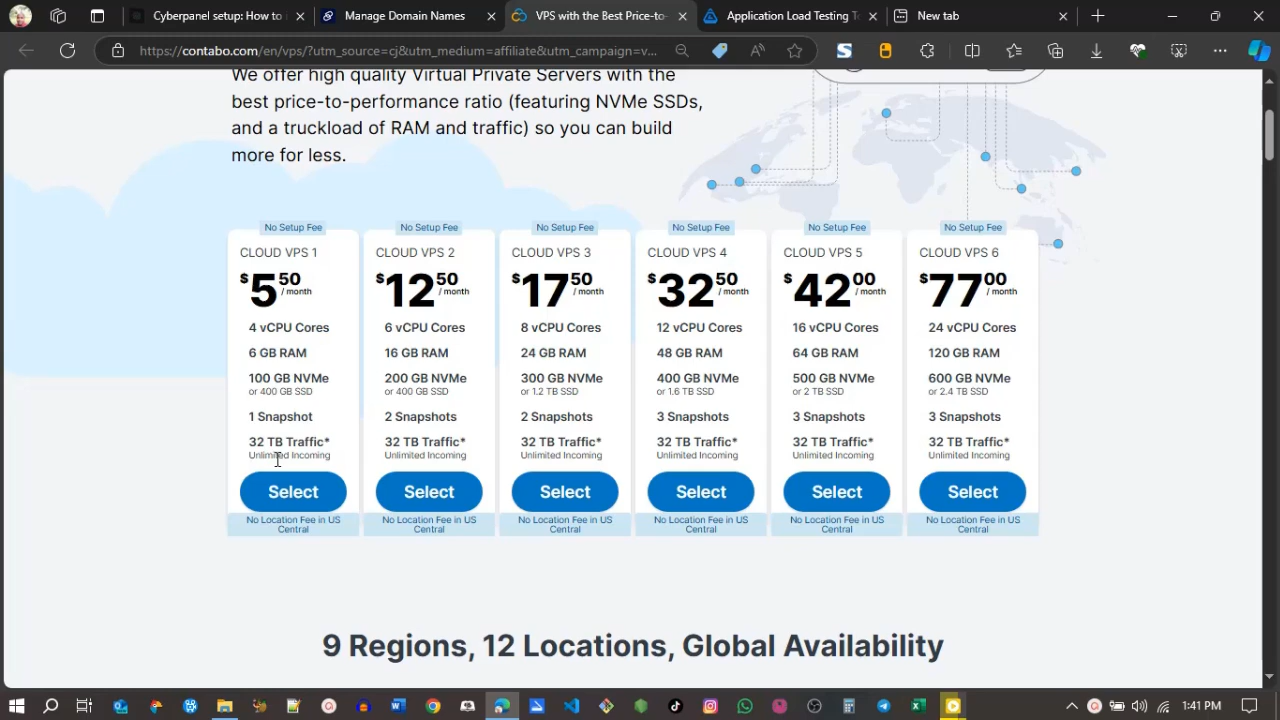 Cyberpanel setup: How to
Manage Domain Names
VPS with the Best Price-to-
Application Load Testing T
New tab
https://contabo.com/en/vps/?utm_source=cj&utm_medium=affiliate&utm_campaign=v...
We offer high quality Virtual Private Servers with the
best price-to-performance ratio (featuring NVMe SSDs,
and a truckload of RAM and traffic) so you can build
more for less.
No Setup Fee
CLOUD VPS 1
$5 50 / month
4 vCPU Cores
6 GB RAM
100 GB NVMe
or 400 GB SSD
1 Snapshot
32 TB Traffic*
Unlimited Incoming
Select
No Location Fee in US
Central
No Setup Fee
CLOUD VPS 2
$12 50 / month
6 vCPU Cores
16 GB RAM
200 GB NVMe
or 400 GB SSD
2 Snapshots
32 TB Traffic*
Unlimited Incoming
Select
No Location Fee in US
Central
No Setup Fee
CLOUD VPS 3
$17 50 / month
8 vCPU Cores
24 GB RAM
300 GB NVMe
or 1.2 TB SSD
2 Snapshots
32 TB Traffic*
Unlimited Incoming
Select
No Location Fee in US
Central
No Setup Fee
CLOUD VPS 4
$32 50 / month
12 vCPU Cores
48 GB RAM
400 GB NVMe
or 1.6 TB SSD
3 Snapshots
32 TB Traffic*
Unlimited Incoming
Select
No Location Fee in US
Central
No Setup Fee
CLOUD VPS 5
$42 00 / month
16 vCPU Cores
64 GB RAM
500 GB NVMe
or 2 TB SSD
3 Snapshots
32 TB Traffic*
Unlimited Incoming
Select
No Location Fee in US
Central
No Setup Fee
CLOUD VPS 6
$77 00 / month
24 vCPU Cores
120 GB RAM
600 GB NVMe
or 2.4 TB SSD
3 Snapshots
32 TB Traffic*
Unlimited Incoming
Select
No Location Fee in US
Central
9 Regions, 12 Locations, Global Availability
1:41 PM